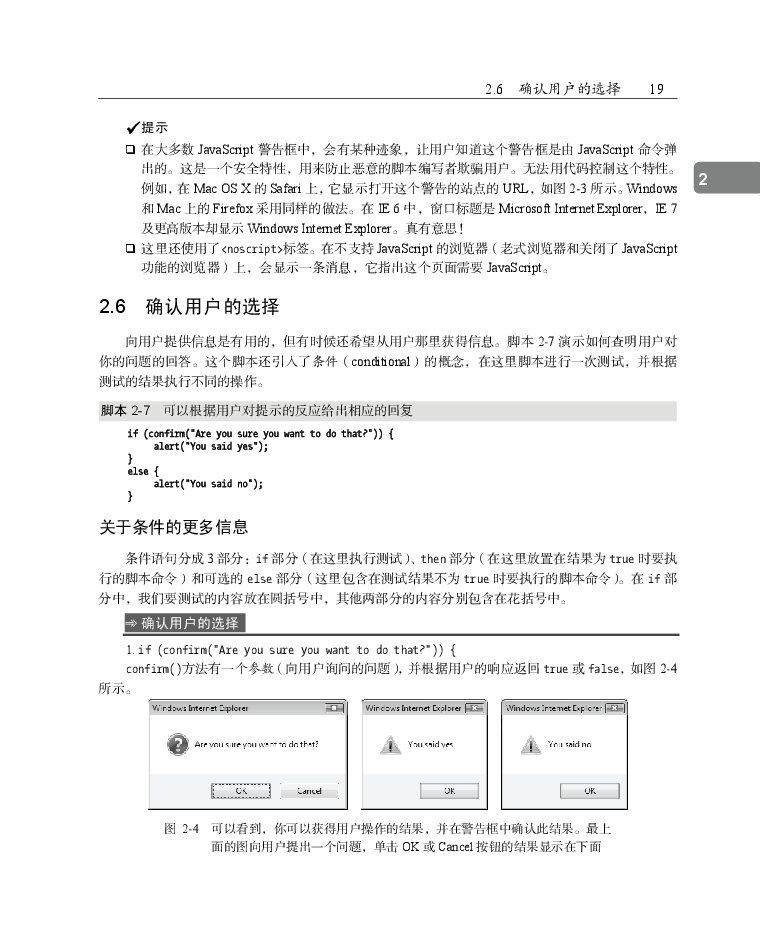 2.6 确认用户的选择 19
✓提示
❑ 在大多数 JavaScript 警告框中，会有某种迹象，让用户知道这个警告框是由 JavaScript 命令弹
出的。这是一个安全特性，用来防止恶意的脚本编写者欺骗用户。无法用代码控制这个特性。
例如，在 Mac OS X 的 Safari 上，它显示打开这个警告的站点的 URL，如图 2-3 所示。Windows
和 Mac 上的 Firefox 采用同样的做法。在 IE 6 中，窗口标题是 Microsoft Internet Explorer，IE 7
及更高版本却显示 Windows Internet Explorer。真有意思！
❑ 这里还使用了<noscript>标签。在不支持 JavaScript 的浏览器（老式浏览器和关闭了 JavaScript
功能的浏览器）上，会显示一条消息，它指出这个页面需要 JavaScript。
2
2.6 确认用户的选择
向用户提供信息是有用的，但有时候还希望从用户那里获得信息。脚本 2-7 演示如何查明用户对
你的问题的回答。这个脚本还引入了条件（conditional）的概念，在这里脚本进行一次测试，并根据
测试的结果执行不同的操作。
脚本 2-7 可以根据用户对提示的反应给出相应的回复
if (confirm("Are you sure you want to do that?")) {
alert("You said yes");
}
else {
alert("You said no");
}
关于条件的更多信息
条件语句分成 3 部分：if 部分（在这里执行测试）、then 部分（在这里放置在结果为 true 时要执
行的脚本命令）和可选的 else 部分（这里包含在测试结果不为 true 时要执行的脚本命令）。在 if 部
分中，我们要测试的内容放在圆括号中，其他两部分的内容分别包含在花括号中。
➾ 确认用户的选择
1. if (confirm("Are you sure you want to do that?")) {
confirm()方法有一个参数（向用户询问的问题），并根据用户的响应返回 true 或 false，如图 2-4
所示。
Windows Internet Explorer
Are you sure you want to do that?
OK Cancel
Windows Internet Explorer
You said yes
OK
Windows Internet Explorer
You said no
OK
图 2-4 可以看到，你可以获得用户操作的结果，并在警告框中确认此结果。最上
面的图向用户提出一个问题，单击 OK 或 Cancel 按钮的结果显示在下面